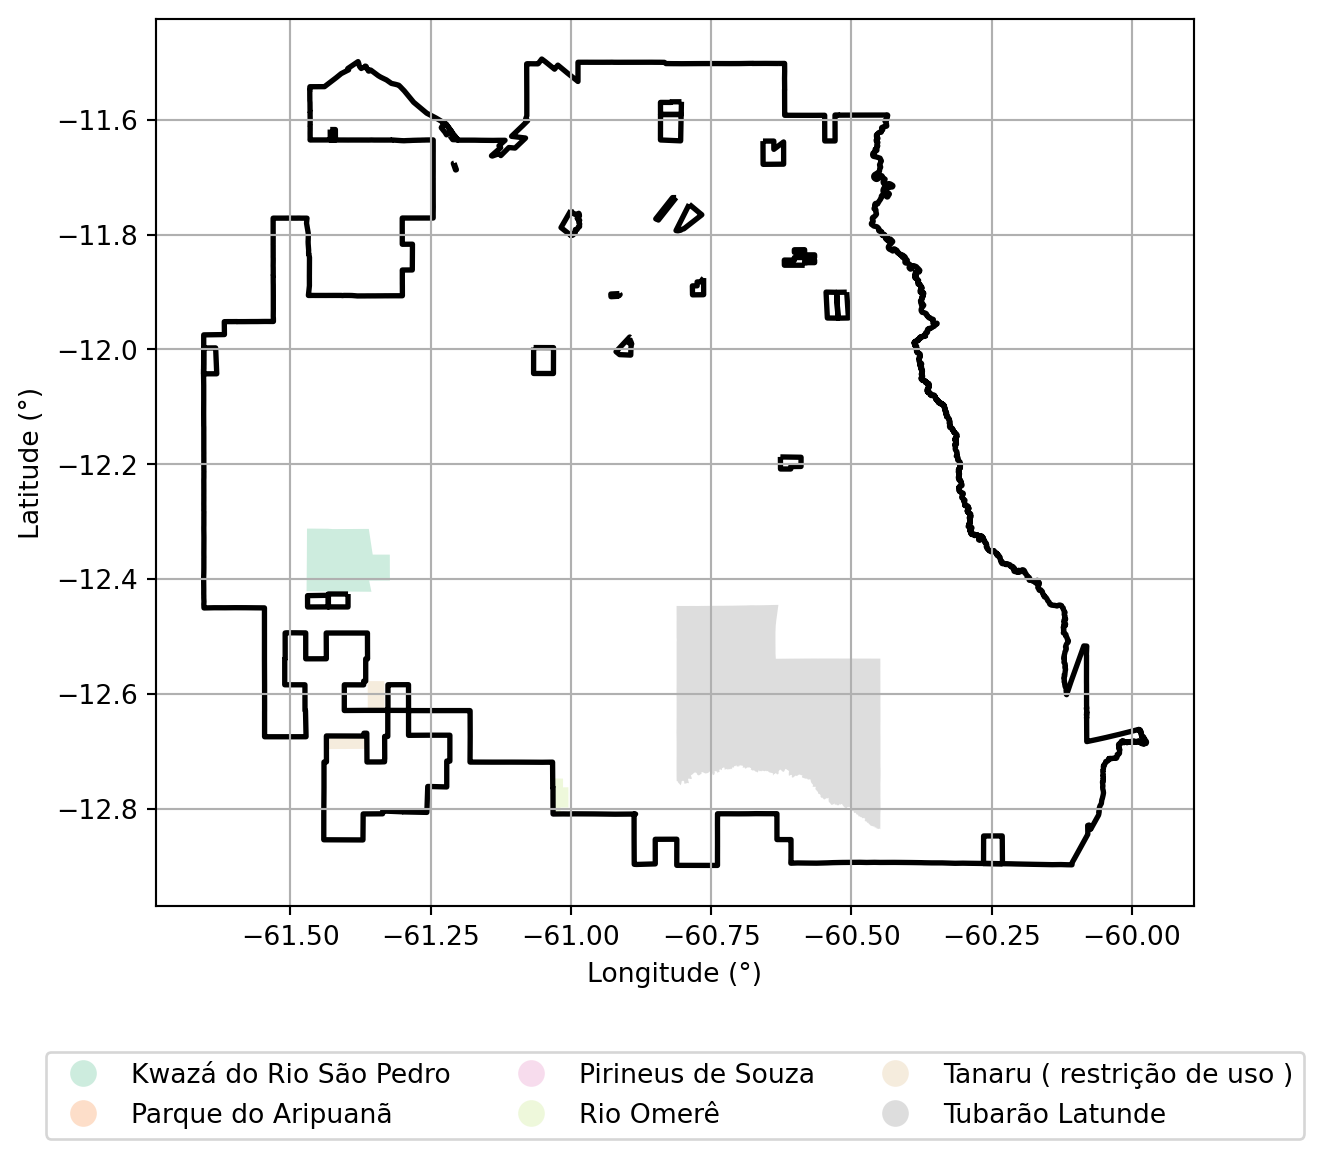 −11.6
−11.8
−12.0
−12.2
−12.4
−12.6
−12.8
Latitude (°)
−61.50 −61.25 −61.00 −60.75 −60.50 −60.25 −60.00
Longitude (°)
Kwazá do Rio São Pedro Pirineus de Souza Tanaru ( restrição de uso )
Parque do Aripuanã Rio Omerê Tubarão Latunde